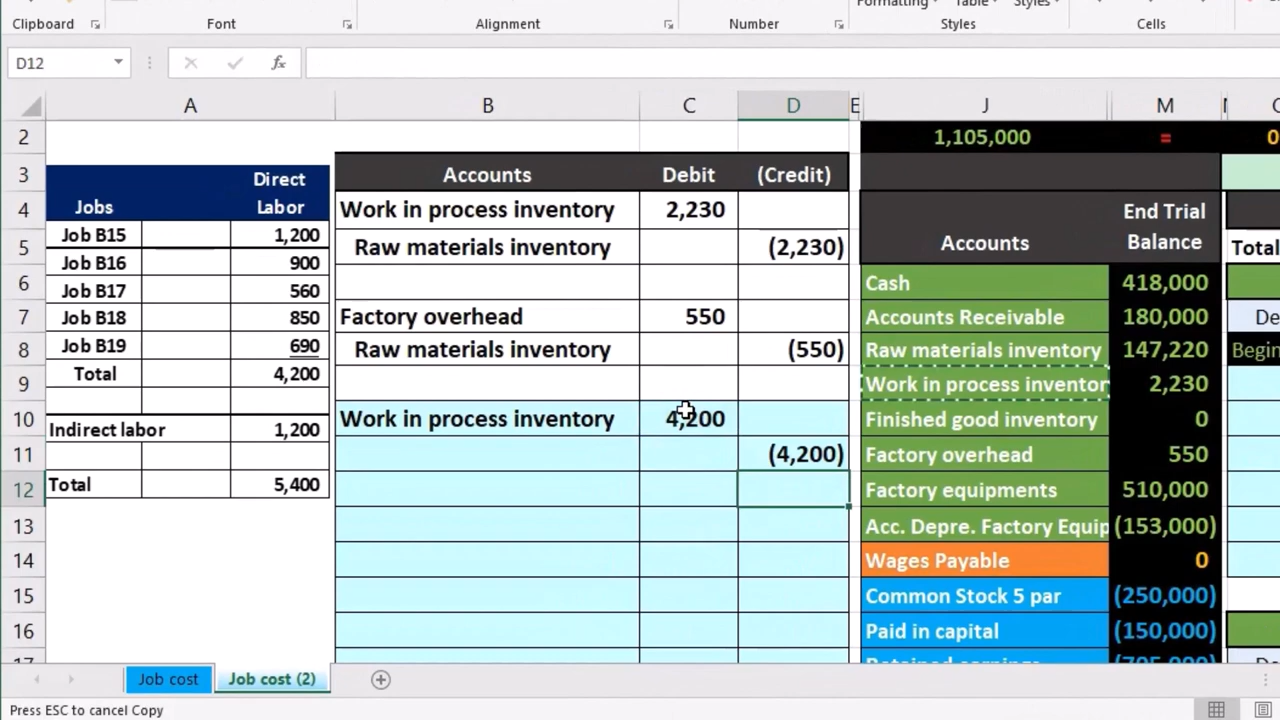 Clipboard Font Alignment Number Formatting Table Styles Styles Cells
D12 fx
A B C D E J M
2 1,105,000 = 0
3 Accounts Debit (Credit)
Jobs Direct Labor
4 Work in process inventory 2,230 Accounts End Trial Balance
Job B15 1,200
5 Raw materials inventory (2,230) Total
Job B16 900
6 Cash 418,000
Job B17 560
7 Factory overhead 550 Accounts Receivable 180,000 De
Job B18 850
8 Raw materials inventory (550) Raw materials inventory 147,220 Begin
Job B19 690
9 Work in process inventor 2,230
Total 4,200
10 Work in process inventory 4,200 Finished good inventory 0
Indirect labor 1,200
11 (4,200) Factory overhead 550
12 Factory equipments 510,000
Total 5,400
13 Acc. Depre. Factory Equip (153,000)
14 Wages Payable 0
15 Common Stock 5 par (250,000)
16 Paid in capital (150,000)
De
Job cost Job cost (2)
Press ESC to cancel Copy